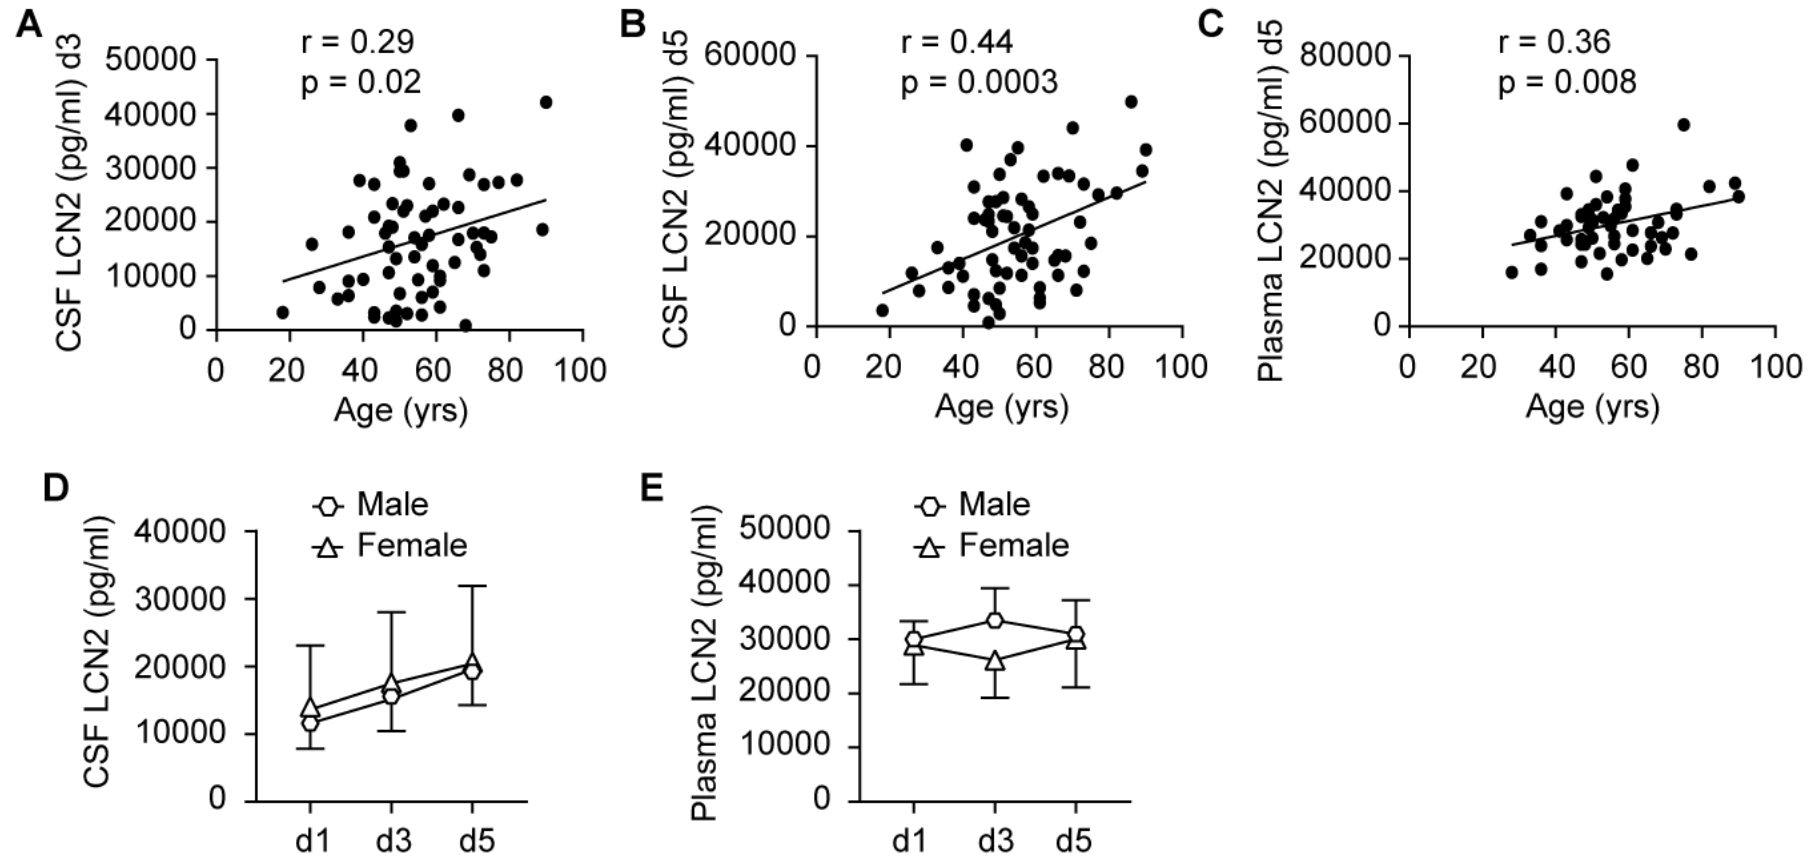 A
CSF LCN2 (pg/ml) d3
r = 0.29
p = 0.02
50000
40000
30000
20000
10000
0
0 20 40 60 80 100
Age (yrs)
B
CSF LCN2 (pg/ml) d5
r = 0.44
p = 0.0003
60000
40000
20000
0
0 20 40 60 80 100
Age (yrs)
C
Plasma LCN2 (pg/ml) d5
r = 0.36
p = 0.008
80000
60000
40000
20000
0
0 20 40 60 80 100
Age (yrs)
D
CSF LCN2 (pg/ml)
Male
Female
40000
30000
20000
10000
0
d1 d3 d5
E
Plasma LCN2 (pg/ml)
Male
Female
50000
40000
30000
20000
10000
0
d1 d3 d5